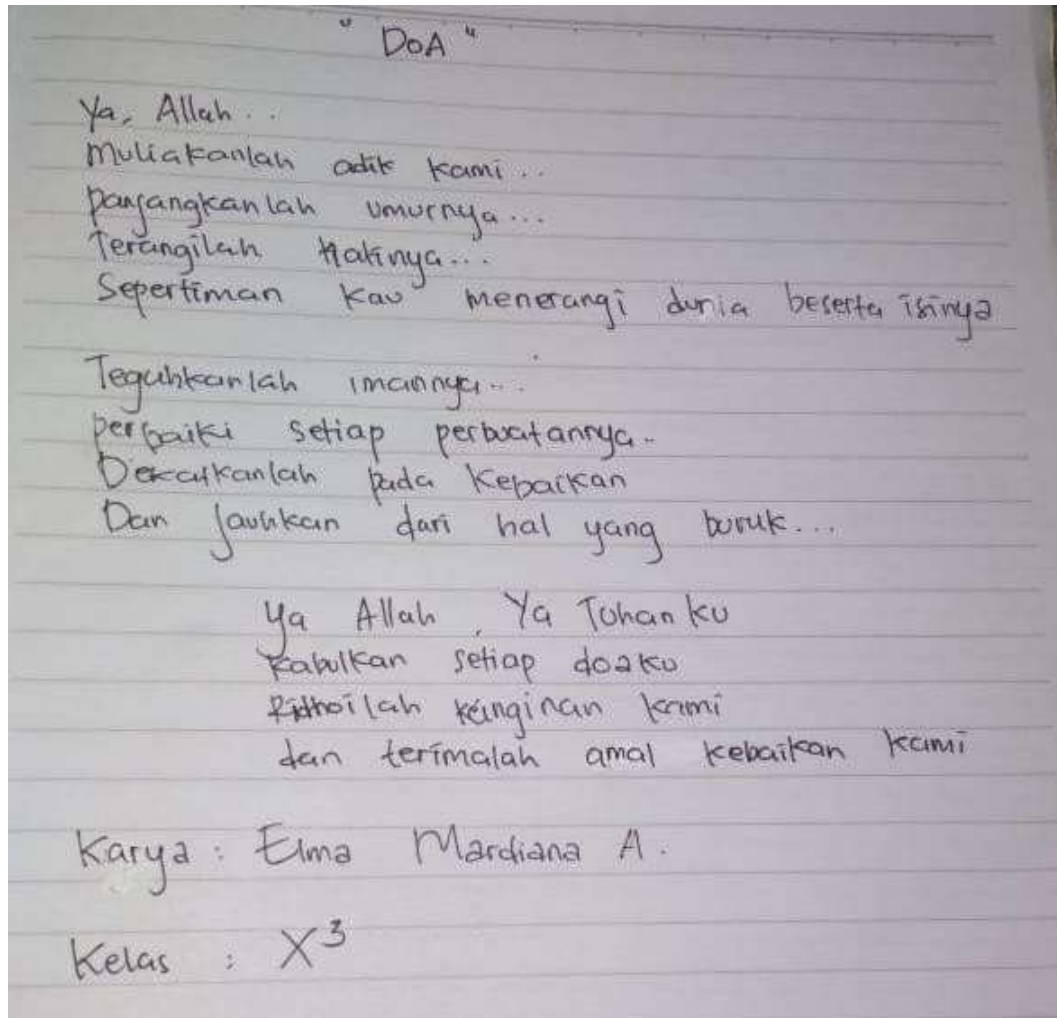 " DOA "
Ya, Allah..
Muliakanlah adik kami..
panjangkanlah umurnya...
Terangilah Hatinya...
Sepertiman Kau menerangi dunia beserta isinya
Teguhkanlah imannya...
perbaiki setiap perbuatannya..
Dekatkanlah pada Kebaikan
Dan Jauhkan dari hal yang buruk...
Ya Allah, Ya Tuhan ku
Kabulkan setiap doaku
Ridhoilah keinginan kami
dan terimalah amal kebaikan kami
Karya : Elma Mardiana A.
Kelas : X³